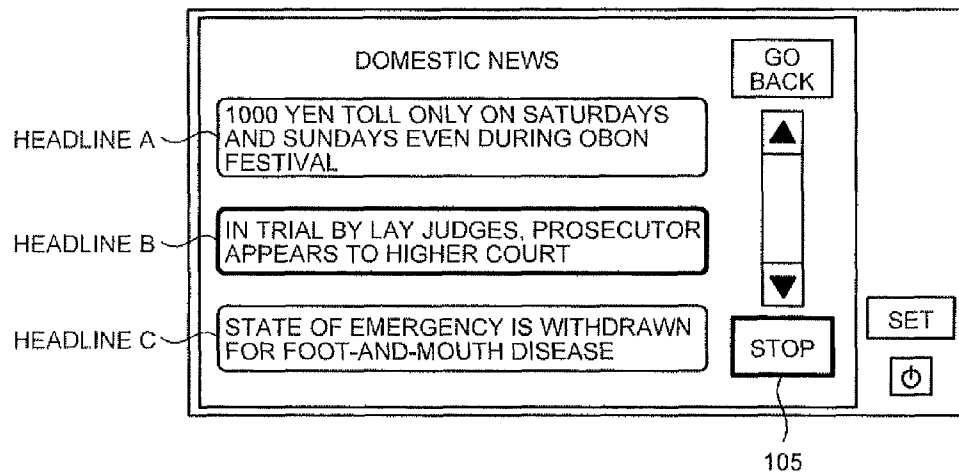 DOMESTIC NEWS
GO
BACK
HEADLINE A
1000 YEN TOLL ONLY ON SATURDAYS
AND SUNDAYS EVEN DURING OBON
FESTIVAL
HEADLINE B
IN TRIAL BY LAY JUDGES, PROSECUTOR
APPEARS TO HIGHER COURT
HEADLINE C
STATE OF EMERGENCY IS WITHDRAWN
FOR FOOT-AND-MOUTH DISEASE
STOP
SET
105